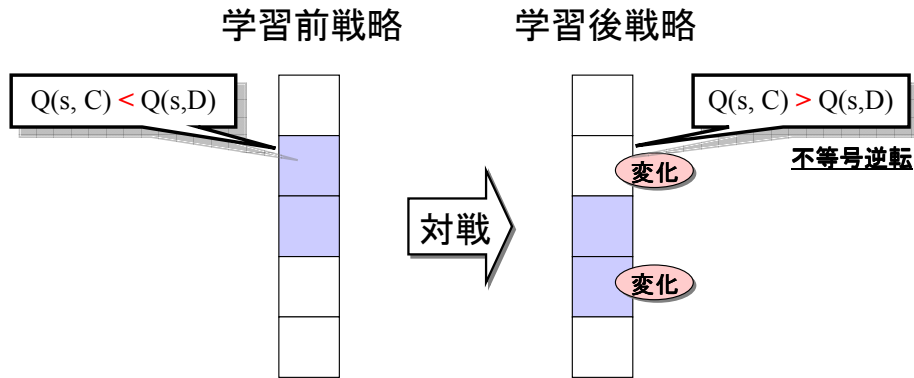 学習前戦略
学習後戦略
Q(s, C) < Q(s,D)
Q(s, C) > Q(s,D)
不等号逆転
変化
対戦
変化